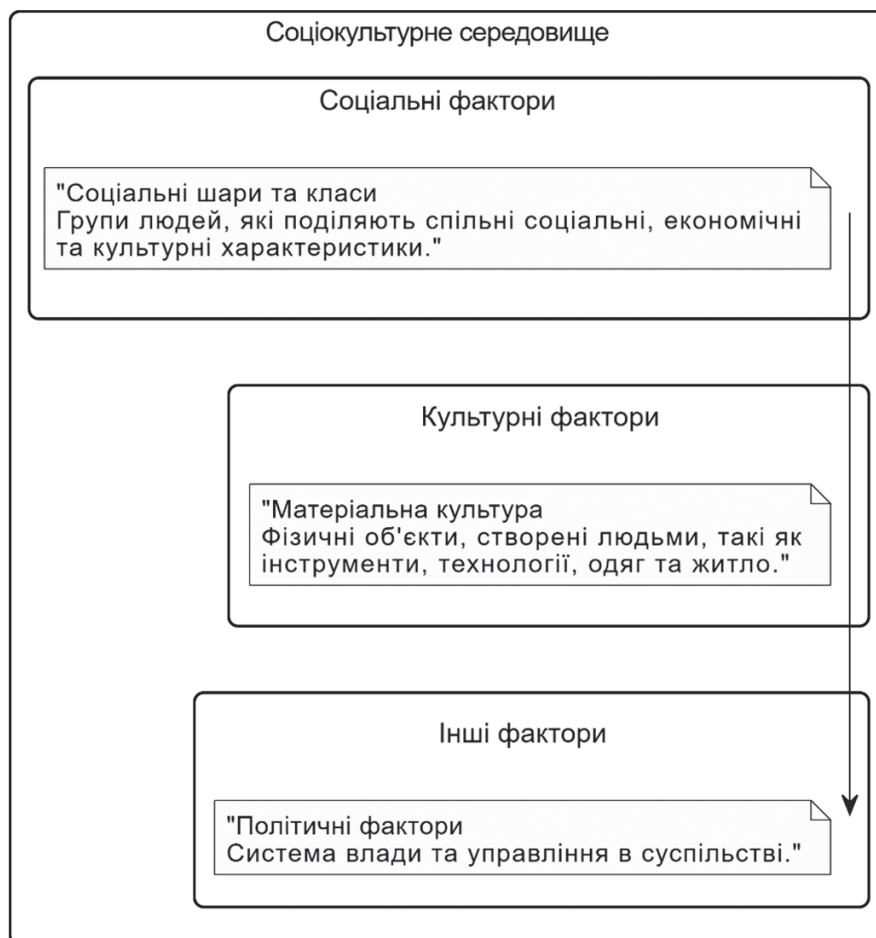 Соціокультурне середовище
Соціальні фактори
"Соціальні шари та класи
Групи людей, які поділяють спільні соціальні, економічні
та культурні характеристики."
Культурні фактори
"Матеріальна культура
Фізичні об'єкти, створені людьми, такі як
інструменти, технології, одяг та житло."
Інші фактори
"Політичні фактори
Система влади та управління в суспільстві."